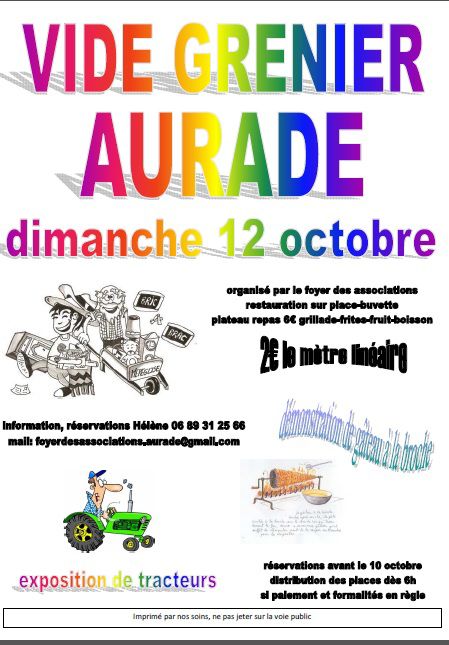 VIDE GRENIER
AURADE
dimanche 12 octobre
organisé par le foyer des associations
restauration sur place-buvette
plateau repas 6€ grillade-frites-fruit-boisson
2€ le mètre linéaire
BRIC
BRAC
information, réservations Hélène 06 89 31 25 66
mail: foyerdesassociations.aurade@gmail.com
démonstration de gâteau à la broche
exposition de tracteurs
réservations avant le 10 octobre
distribution des places dès 6h
si paiement et formalités en règle
Imprimé par nos soins, ne pas jeter sur la voie public